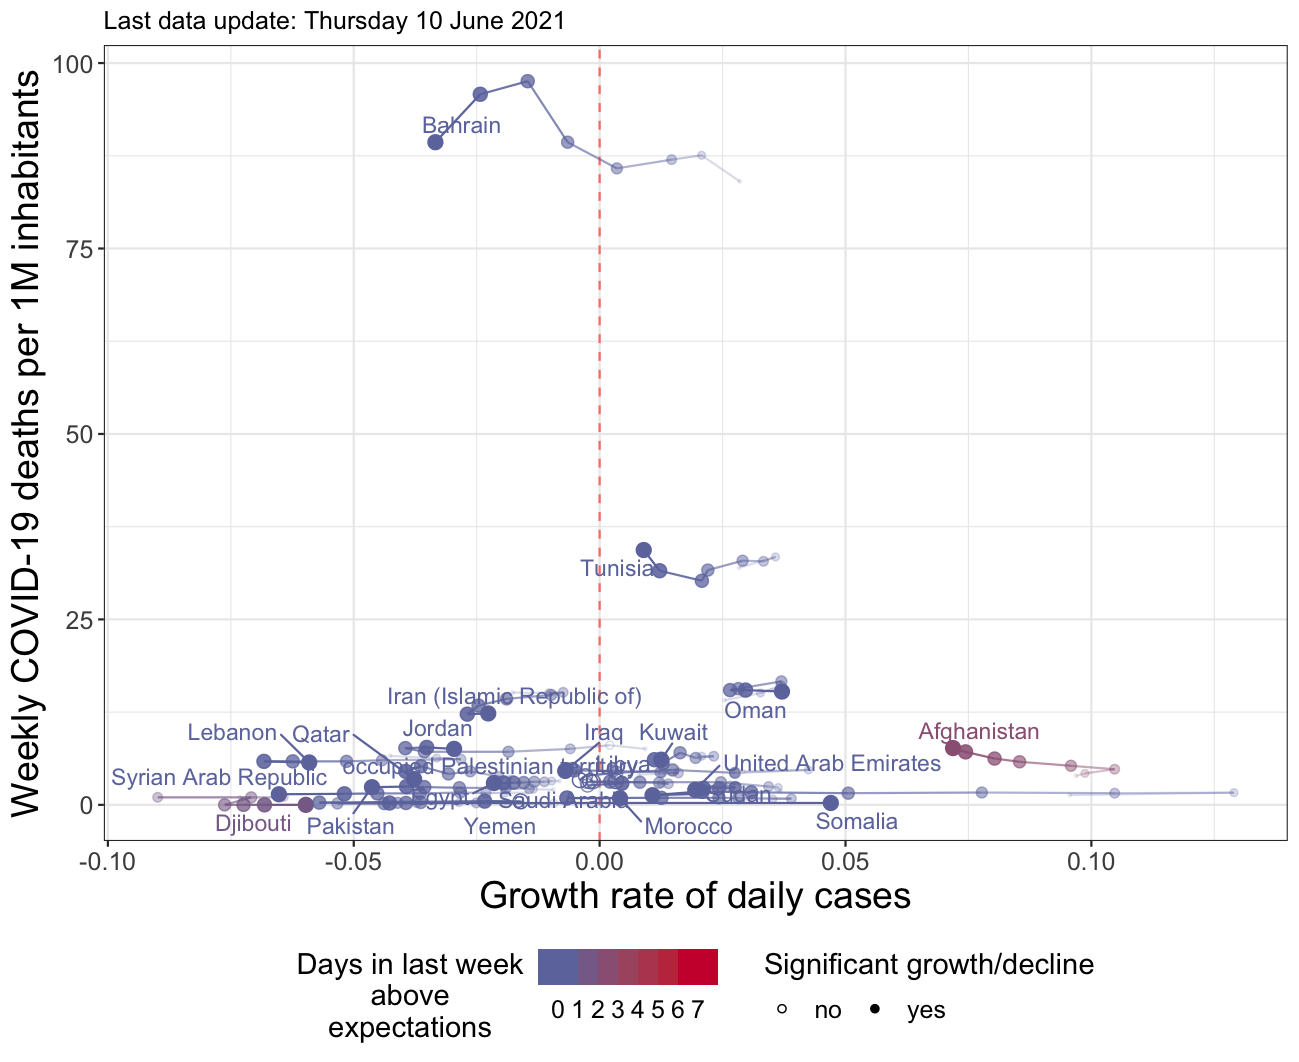 Last data update: Thursday 10 June 2021
Weekly COVID-19 deaths per 1M inhabitants
100
75
50
25
0
Bahrain
Tunisia
Iran (Islamic Republic of)
Oman
Lebanon
Qatar
Jordan
Iraq
Kuwait
Afghanistan
occupied Palestinian territory
Libya
United Arab Emirates
Syrian Arab Republic
Egypt
Saudi Arabia
Sudan
Djibouti
Pakistan
Yemen
Morocco
Somalia
-0.10
-0.05
0.00
0.05
0.10
Growth rate of daily cases
Days in last week
above
expectations
0 1 2 3 4 5 6 7
Significant growth/decline
no
yes